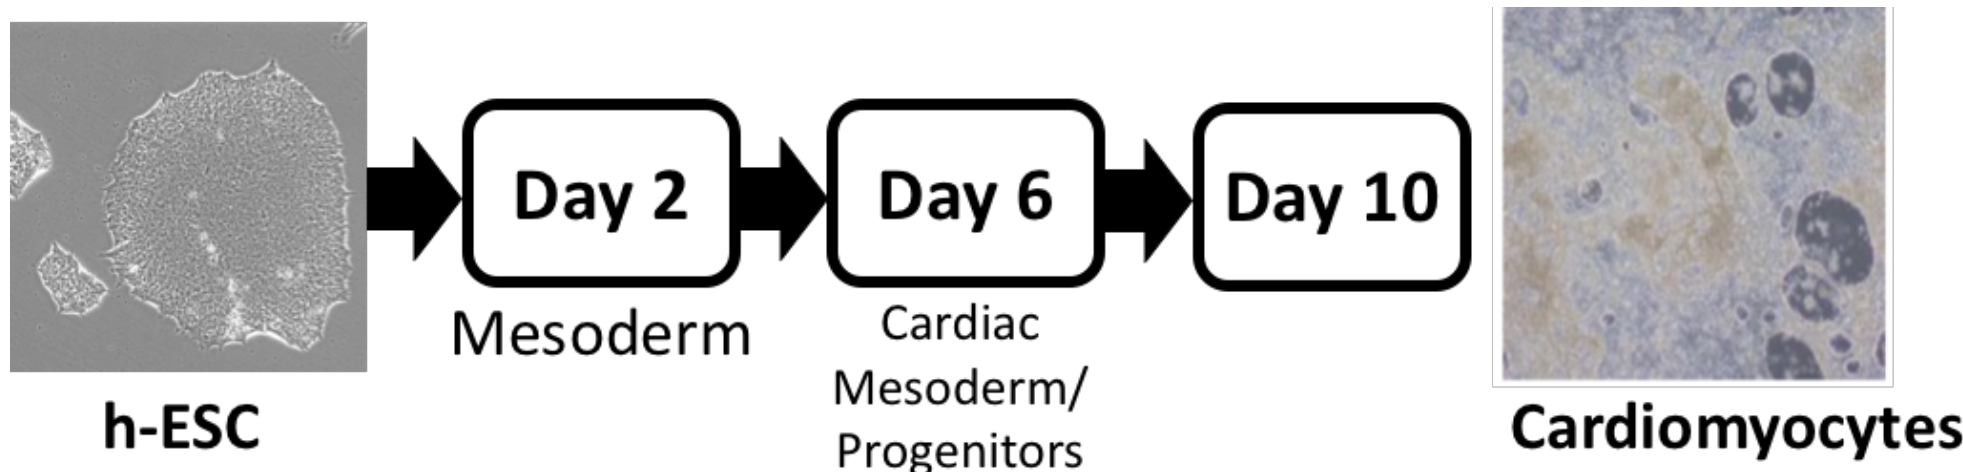 Day 2
Day 6
Day 10
Mesoderm
Cardiac
Mesoderm/
Progenitors
h-ESC
Cardiomyocytes